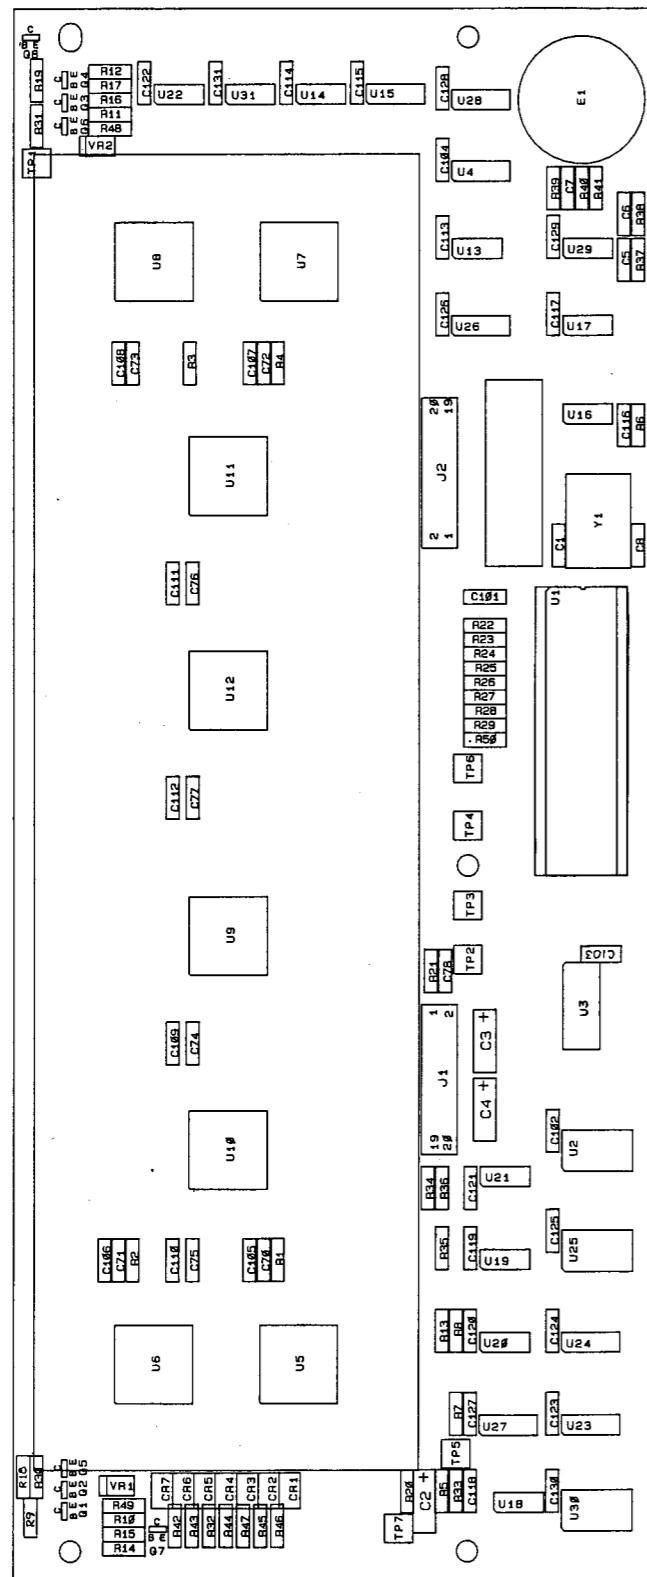 C
B E
Q8
R19
R31
TP1
C
B E
Q4
C
B E
Q3
C
B E
Q6
R12
R17
R16
R11
R48
VR2
C122
U22
C131
U31
C114
U14
C115
U15
C128
U28
E1
C104
U4
R39
C7
R40
R41
C6
R38
C113
U13
C129
U29
C5
R37
C126
U26
C117
U17
U8
U7
C108
C73
R3
C107
C72
R4
20 19
J2
2 1
U16
C116
R6
U11
Y1
C1
C8
C111
C76
C101
U1
R22
R23
R24
R25
R26
R27
R28
R29
R50
U12
TP6
C112
C77
TP4
TP3
U9
TP2
R21
C78
C103
U3
C109
C74
1 2
J1
19 20
C3 +
C4 +
U10
C102
U2
R34
R36
C121
U21
C106
C71
R2
C110
C75
C105
C70
R1
R35
C119
U19
C125
U25
U6
U5
R13
R8
C120
U20
C124
U24
R7
C127
U27
C123
U23
TP5
R18
R30
R9
C
B E
Q5
C
B E
Q2
C
B E
Q1
VR1
R49
R10
R15
R14
C
B E
Q7
CR7
CR6
CR5
CR4
CR3
CR2
CR1
R42
R43
R32
R44
R47
R45
R46
R20
C2 +
TP7
R5
R33
C118
U18
C130
U30